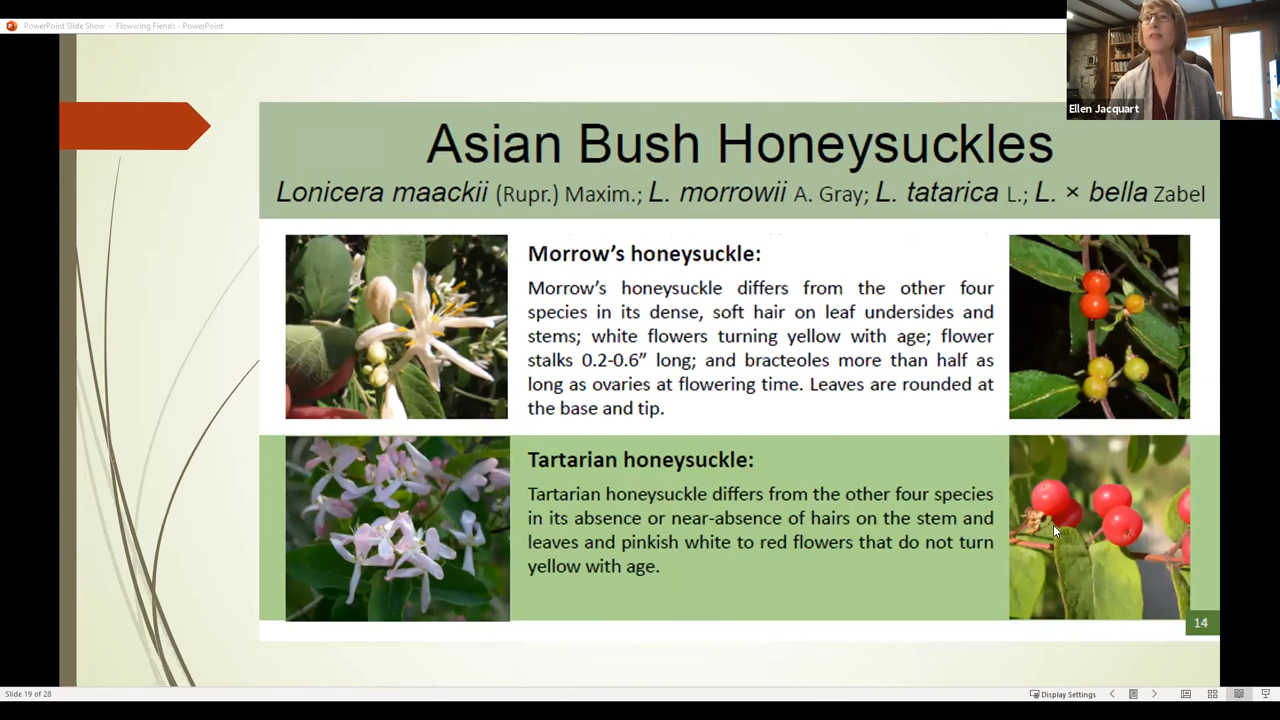 PowerPoint Slide Show - Flowering Fiends - PowerPoint
Ellen Jacquart
Asian Bush Honeysuckles
Lonicera maackii (Rupr.) Maxim.; L. morrowii A. Gray; L. tatarica L.; L. × bella Zabel
Morrow’s honeysuckle:
Morrow’s honeysuckle differs from the other four
species in its dense, soft hair on leaf undersides and
stems; white flowers turning yellow with age; flower
stalks 0.2-0.6” long; and bracteoles more than half as
long as ovaries at flowering time. Leaves are rounded at
the base and tip.
Tartarian honeysuckle:
Tartarian honeysuckle differs from the other four species
in its absence or near-absence of hairs on the stem and
leaves and pinkish white to red flowers that do not turn
yellow with age.
14
Slide 19 of 28
Display Settings